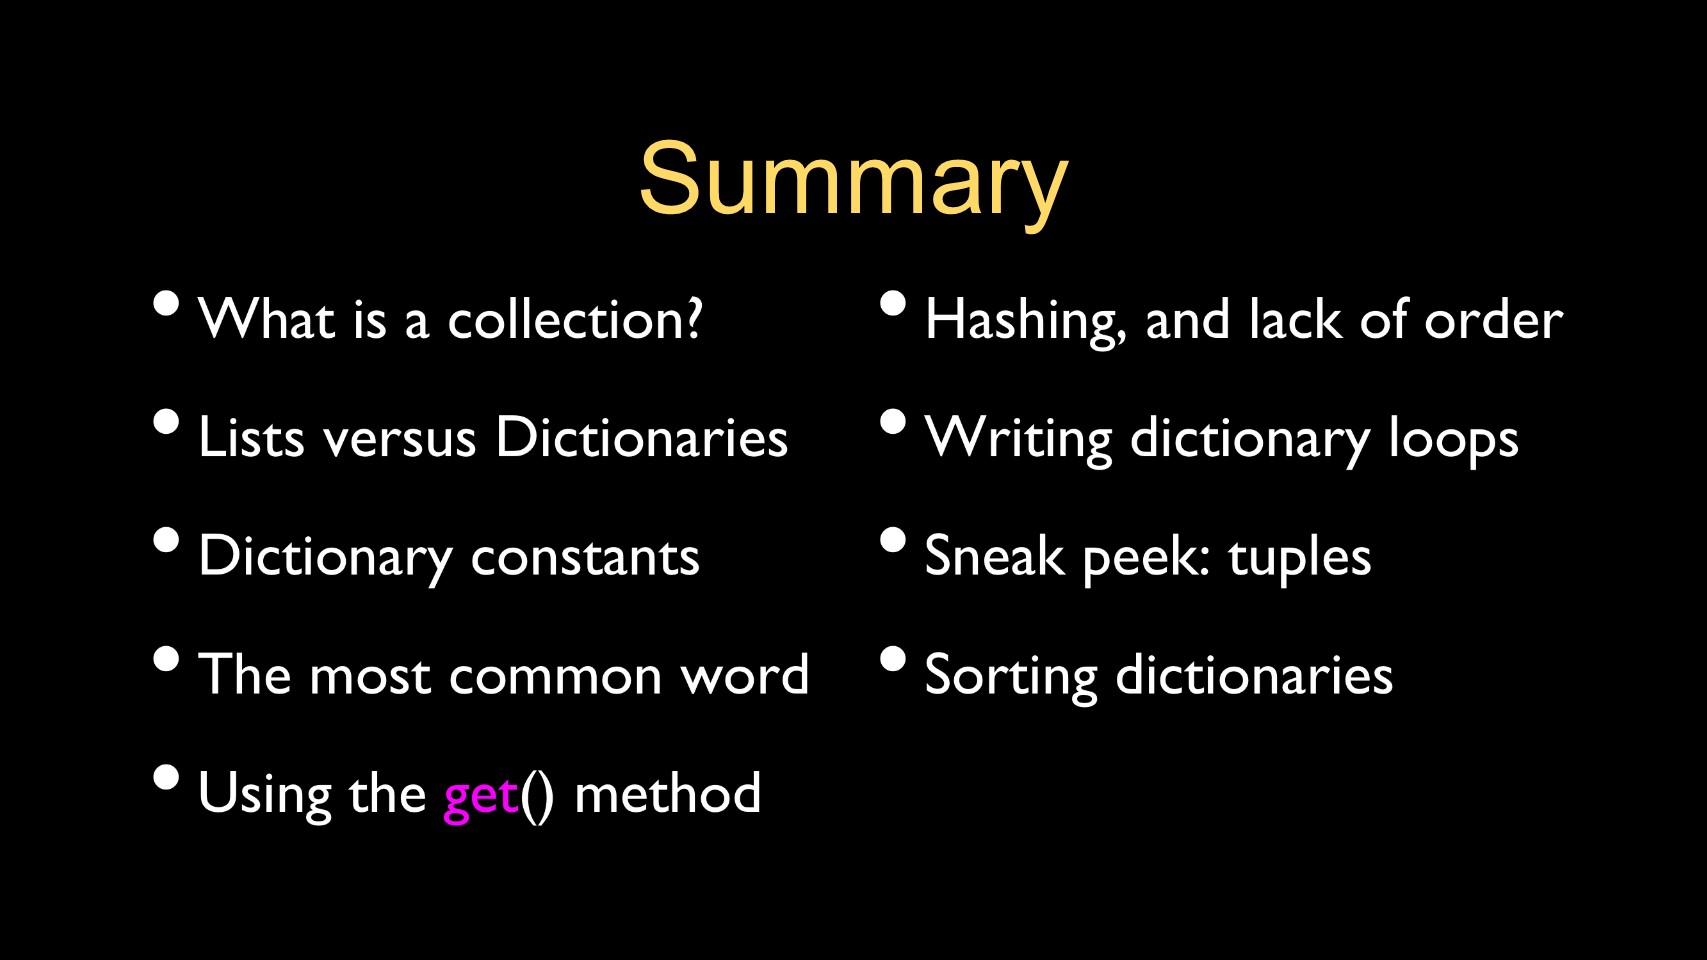 Summary
• What is a collection?
• Lists versus Dictionaries
• Dictionary constants
• The most common word
• Using the get() method
• Hashing, and lack of order
• Writing dictionary loops
• Sneak peek: tuples
• Sorting dictionaries